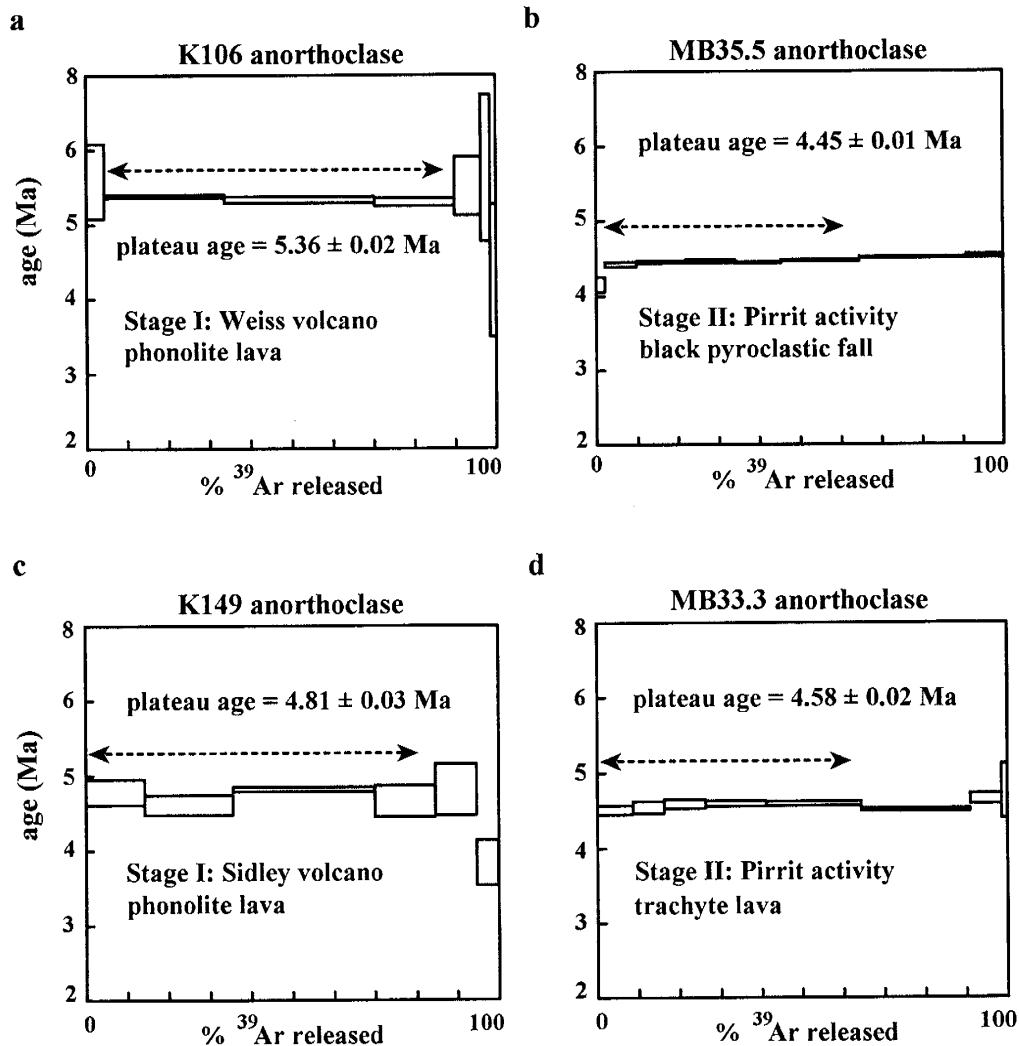 a
K106 anorthoclase
8
6
5
4
3
2
age (Ma)
plateau age = 5.36 ± 0.02 Ma
Stage I: Weiss volcano
phonolite lava
0
100
% ³⁹Ar released
b
MB35.5 anorthoclase
8
6
5
4
3
2
plateau age = 4.45 ± 0.01 Ma
Stage II: Pirrit activity
black pyroclastic fall
0
100
% ³⁹Ar released
c
K149 anorthoclase
8
6
5
4
3
2
age (Ma)
plateau age = 4.81 ± 0.03 Ma
Stage I: Sidley volcano
phonolite lava
0
100
% ³⁹Ar released
d
MB33.3 anorthoclase
8
6
5
4
3
2
plateau age = 4.58 ± 0.02 Ma
Stage II: Pirrit activity
trachyte lava
0
100
% ³⁹Ar released